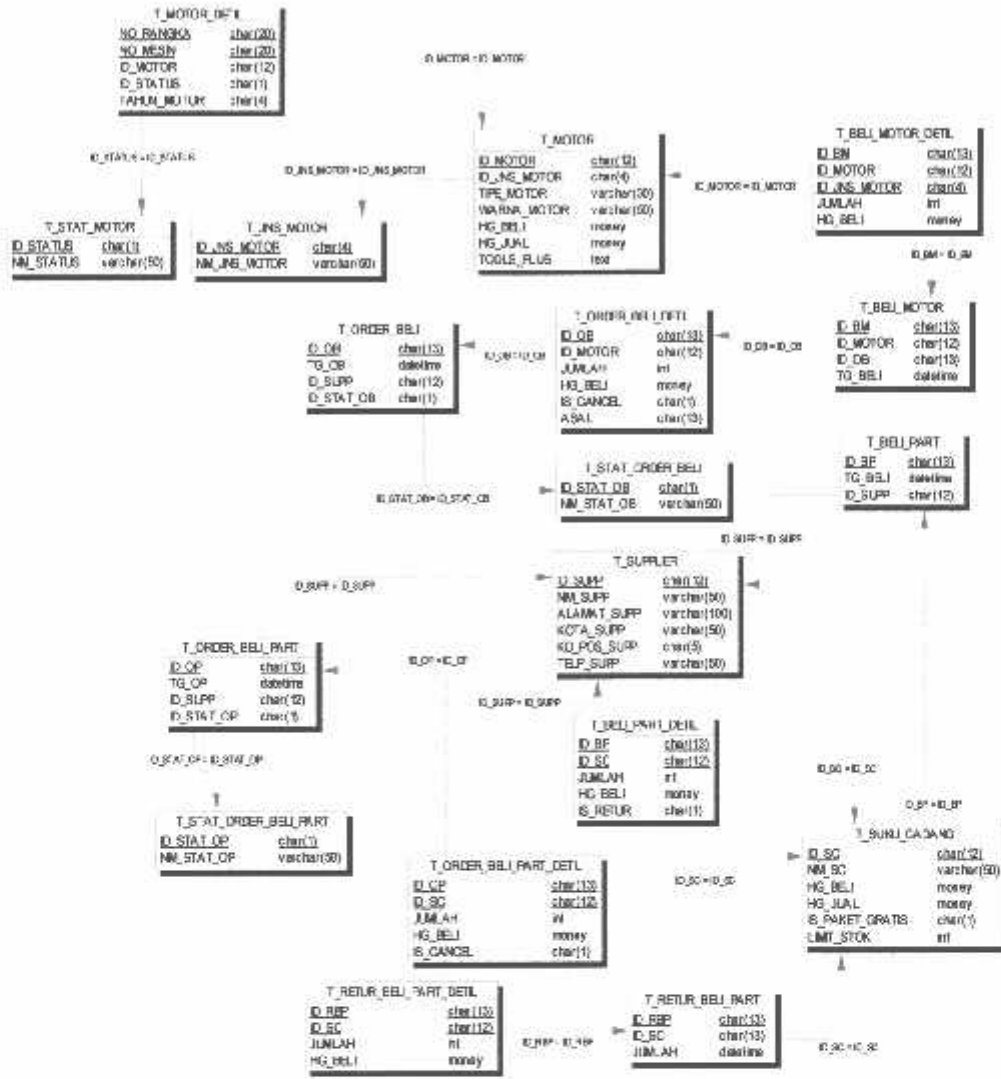 T_MOTOR_DETIL
NO_RANGKA char(20)
NO_MESIN char(20)
ID_MOTOR char(12)
ID_STATUS char(1)
TAHUN_MOTOR char(4)
ID_MOTOR = ID_MOTOR
ID_STATUS = ID_STATUS
ID_JNS_MOTOR = ID_JNS_MOTOR
T_MOTOR
ID_MOTOR char(12)
ID_JNS_MOTOR char(4)
TIPE_MOTOR varchar(30)
WARNA_MOTOR varchar(50)
HG_BELI money
HG_JUAL money
TOOLS_PLUS text
ID_MOTOR = ID_MOTOR
T_BELI_MOTOR_DETIL
ID_BM char(13)
ID_MOTOR char(12)
ID_JNS_MOTOR char(4)
JUMLAH int
HG_BELI money
T_STAT_MOTOR
ID_STATUS char(1)
NM_STATUS varchar(50)
T_JNS_MOTOR
ID_JNS_MOTOR char(4)
NM_JNS_MOTOR varchar(60)
ID_BM = ID_BM
T_ORDER_BELI
ID_OB char(13)
TG_OB datetime
ID_SUPP char(12)
ID_STAT_OB char(1)
ID_OB = ID_OB
T_ORDER_BELI_DETIL
ID_OB char(13)
ID_MOTOR char(12)
JUMLAH int
HG_BELI money
IS_CANCEL char(1)
ASAL char(13)
ID_OB = ID_OB
T_BELI_MOTOR
ID_BM char(13)
ID_MOTOR char(12)
ID_OB char(13)
TG_BELI datetime
ID_STAT_OB = ID_STAT_OB
T_STAT_ORDER_BELI
ID_STAT_OB char(1)
NM_STAT_OB varchar(50)
T_BELI_PART
ID_BP char(13)
TG_BELI datetime
ID_SUPP char(12)
ID_SUPP = ID_SUPP
ID_SUPP = ID_SUPP
T_SUPPLIER
ID_SUPP char(12)
NM_SUPP varchar(50)
ALAMAT_SUPP varchar(100)
KOTA_SUPP varchar(50)
KD_POS_SUPP char(5)
TELP_SUPP varchar(50)
T_ORDER_BELI_PART
ID_OP char(13)
TG_OP datetime
ID_SUPP char(12)
ID_STAT_OP char(1)
ID_OP = ID_OP
ID_SUPP = ID_SUPP
T_BELI_PART_DETIL
ID_BP char(13)
ID_SC char(12)
JUMLAH int
HG_BELI money
IS_RETUR char(1)
ID_STAT_OP = ID_STAT_OP
ID_SC = ID_SC
ID_BP = ID_BP
T_STAT_ORDER_BELI_PART
ID_STAT_OP char(1)
NM_STAT_OP varchar(50)
T_ORDER_BELI_PART_DETIL
ID_OP char(13)
ID_SC char(12)
JUMLAH int
HG_BELI money
IS_CANCEL char(1)
ID_SC = ID_SC
T_SUKU_CADANG
ID_SC char(12)
NM_SC varchar(50)
HG_BELI money
HG_JUAL money
IS_PAKET_GRATIS char(1)
LIMIT_STOK int
T_RETUR_BELI_PART_DETIL
ID_RBP char(13)
ID_SC char(12)
JUMLAH int
HG_BELI money
ID_RBP = ID_RBP
T_RETUR_BELI_PART
ID_RBP char(13)
ID_SC char(13)
JUMLAH datetime
ID_SC = ID_SC